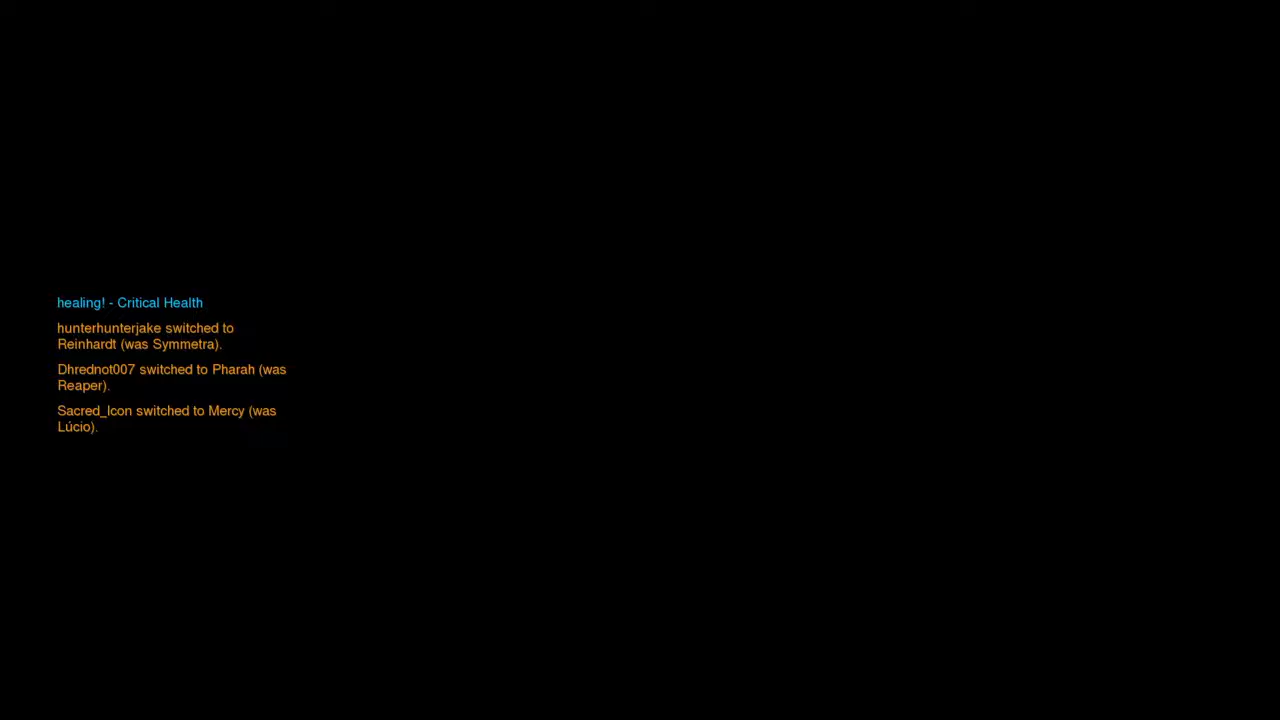 healing! - Critical Health
hunterhunterjake switched to
Reinhardt (was Symmetra).
Dhrednot007 switched to Pharah (was
Reaper).
Sacred_Icon switched to Mercy (was
Lúcio).